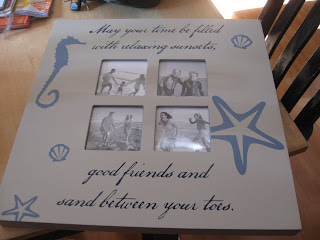 May your time be filled
with relaxing sunsets,
good friends and
sand between your toes.